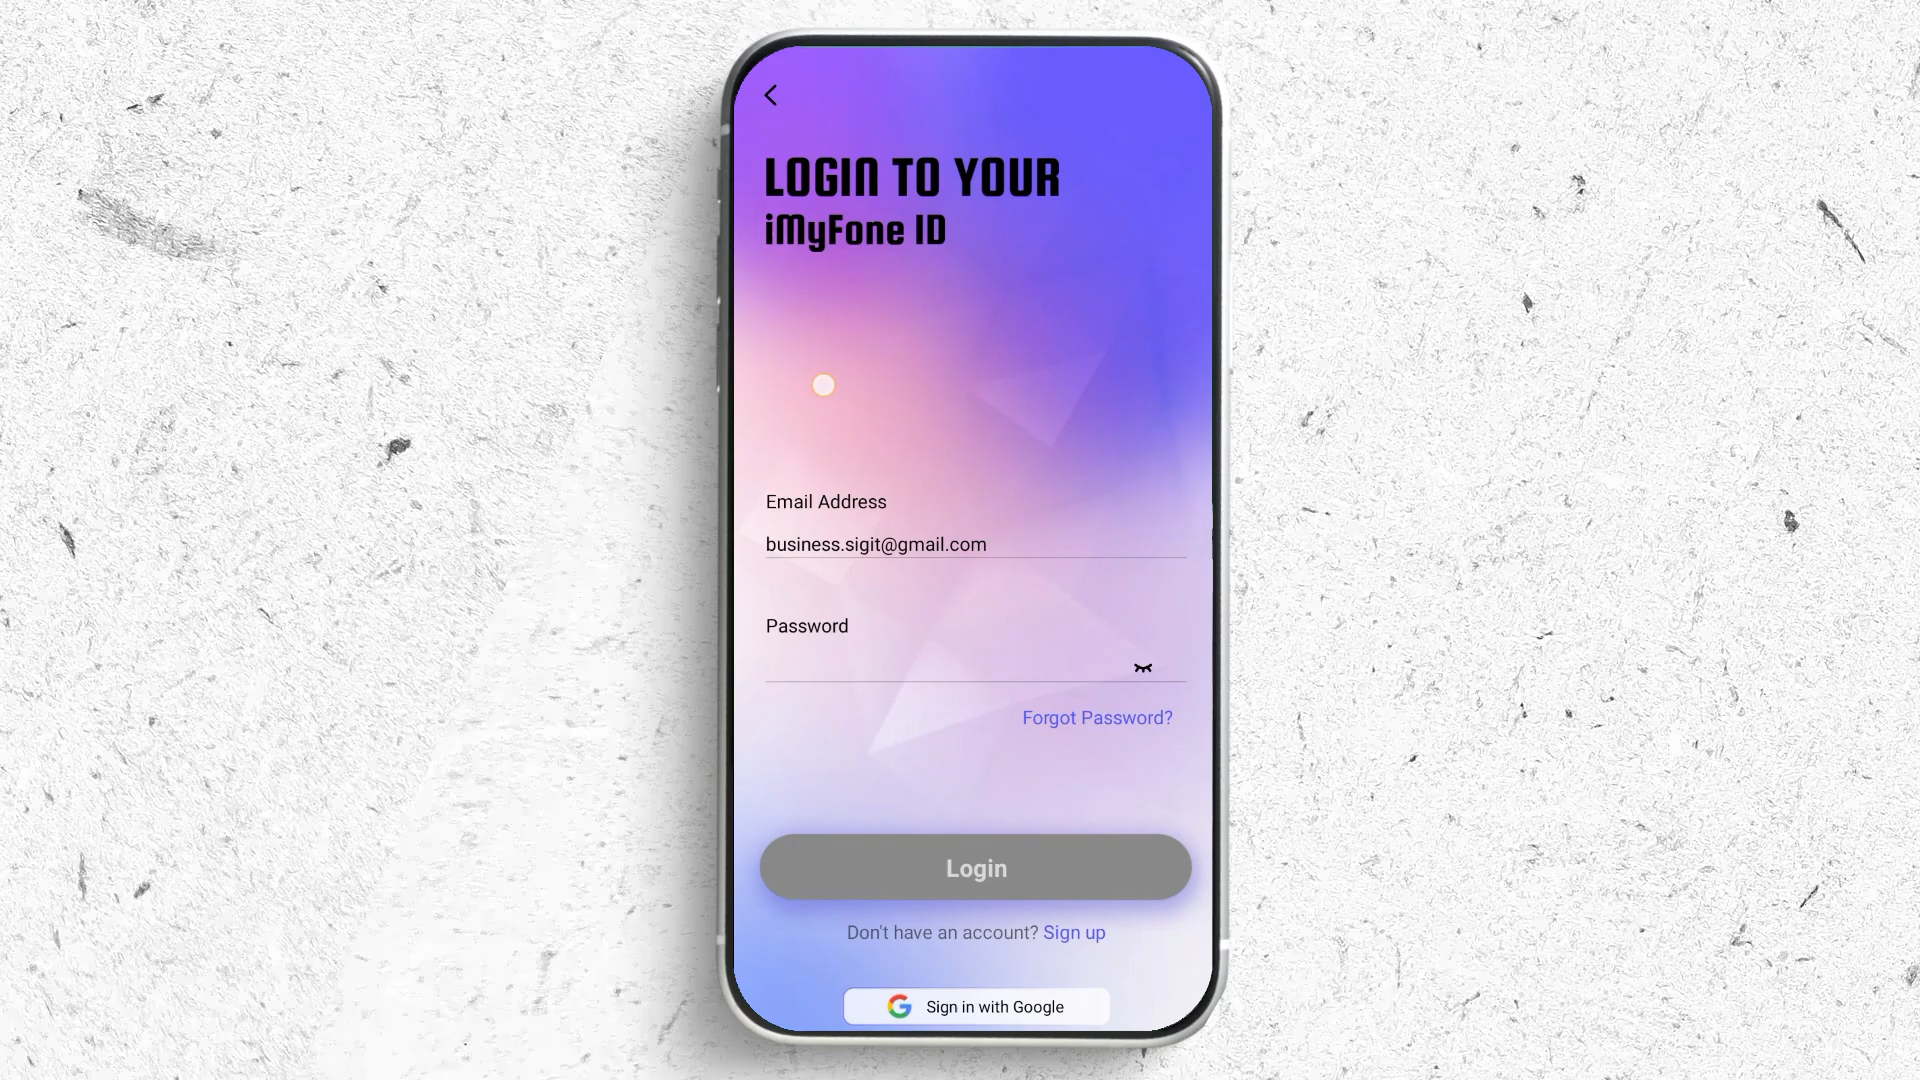 LOGIN TO YOUR
iMyFone ID
Email Address
business.sigit@gmail.com
Password
Forgot Password?
Login
Don't have an account? Sign up
Sign in with Google